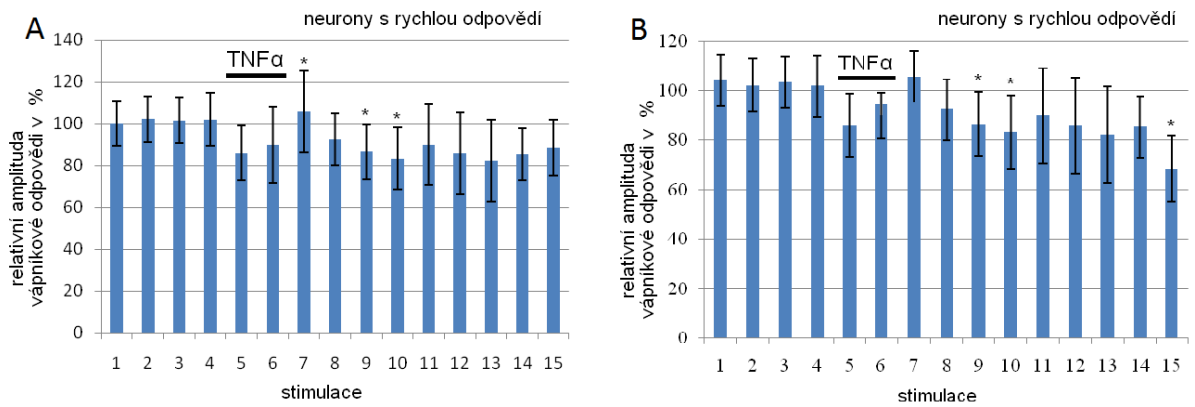 A
neurony s rychlou odpovědí
relativní amplituda
vápníkové odpovědi v %
140
120
100
80
60
40
20
0
TNFα
*
*
*
1 2 3 4 5 6 7 8 9 10 11 12 13 14 15
stimulace
B
neurony s rychlou odpovědí
relativní amplituda
vápníkové odpovědi v %
120
100
80
60
40
20
0
TNFα
*
*
*
1 2 3 4 5 6 7 8 9 10 11 12 13 14 15
stimulace